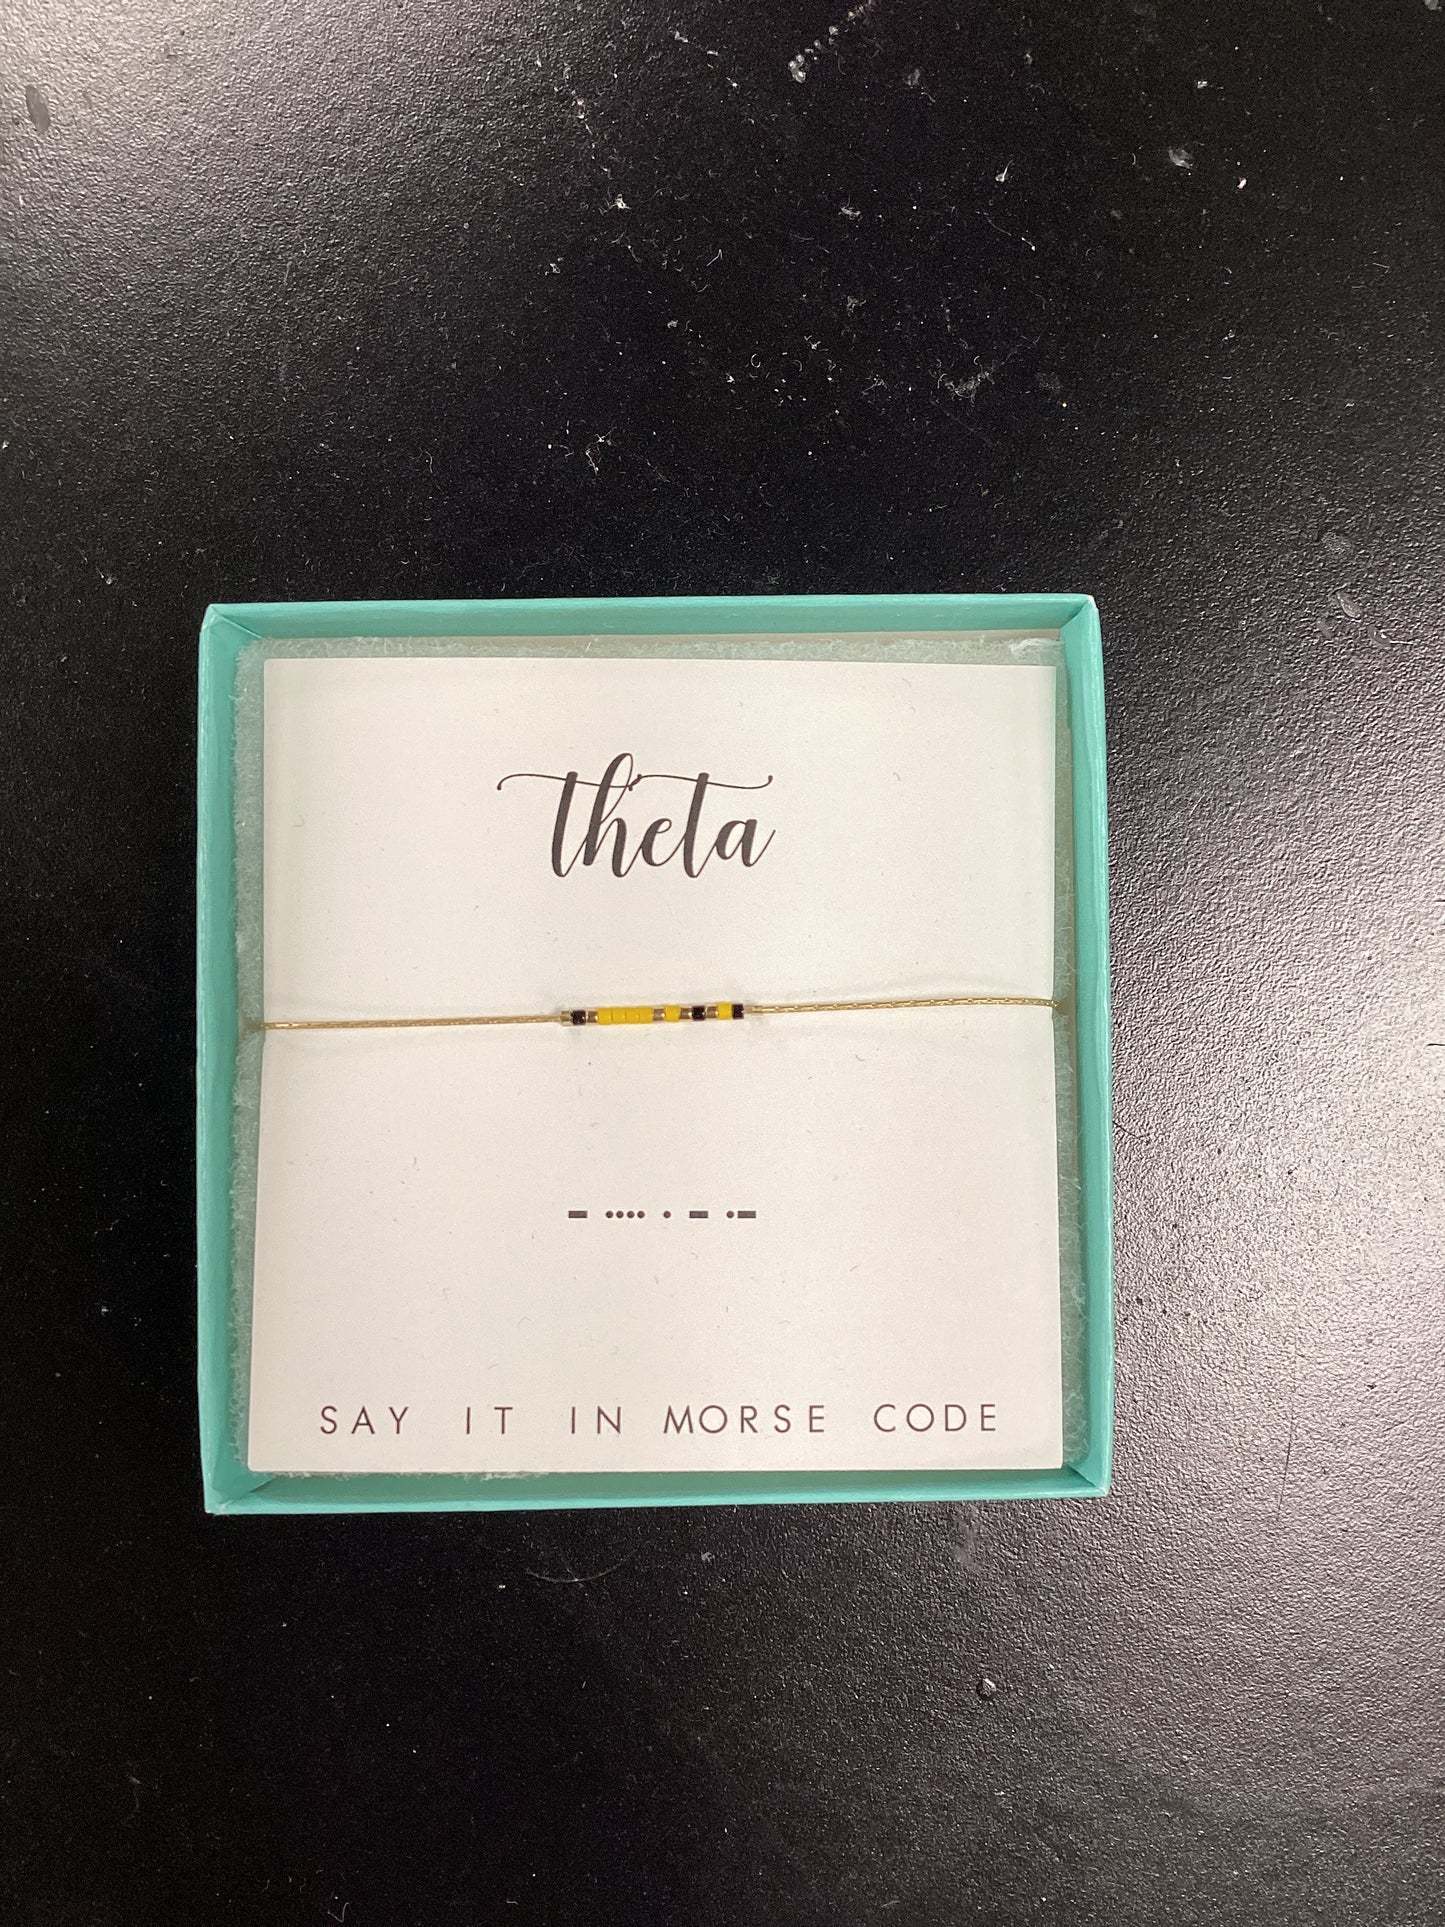 theta
- •••• • - •-
SAY IT IN MORSE CODE